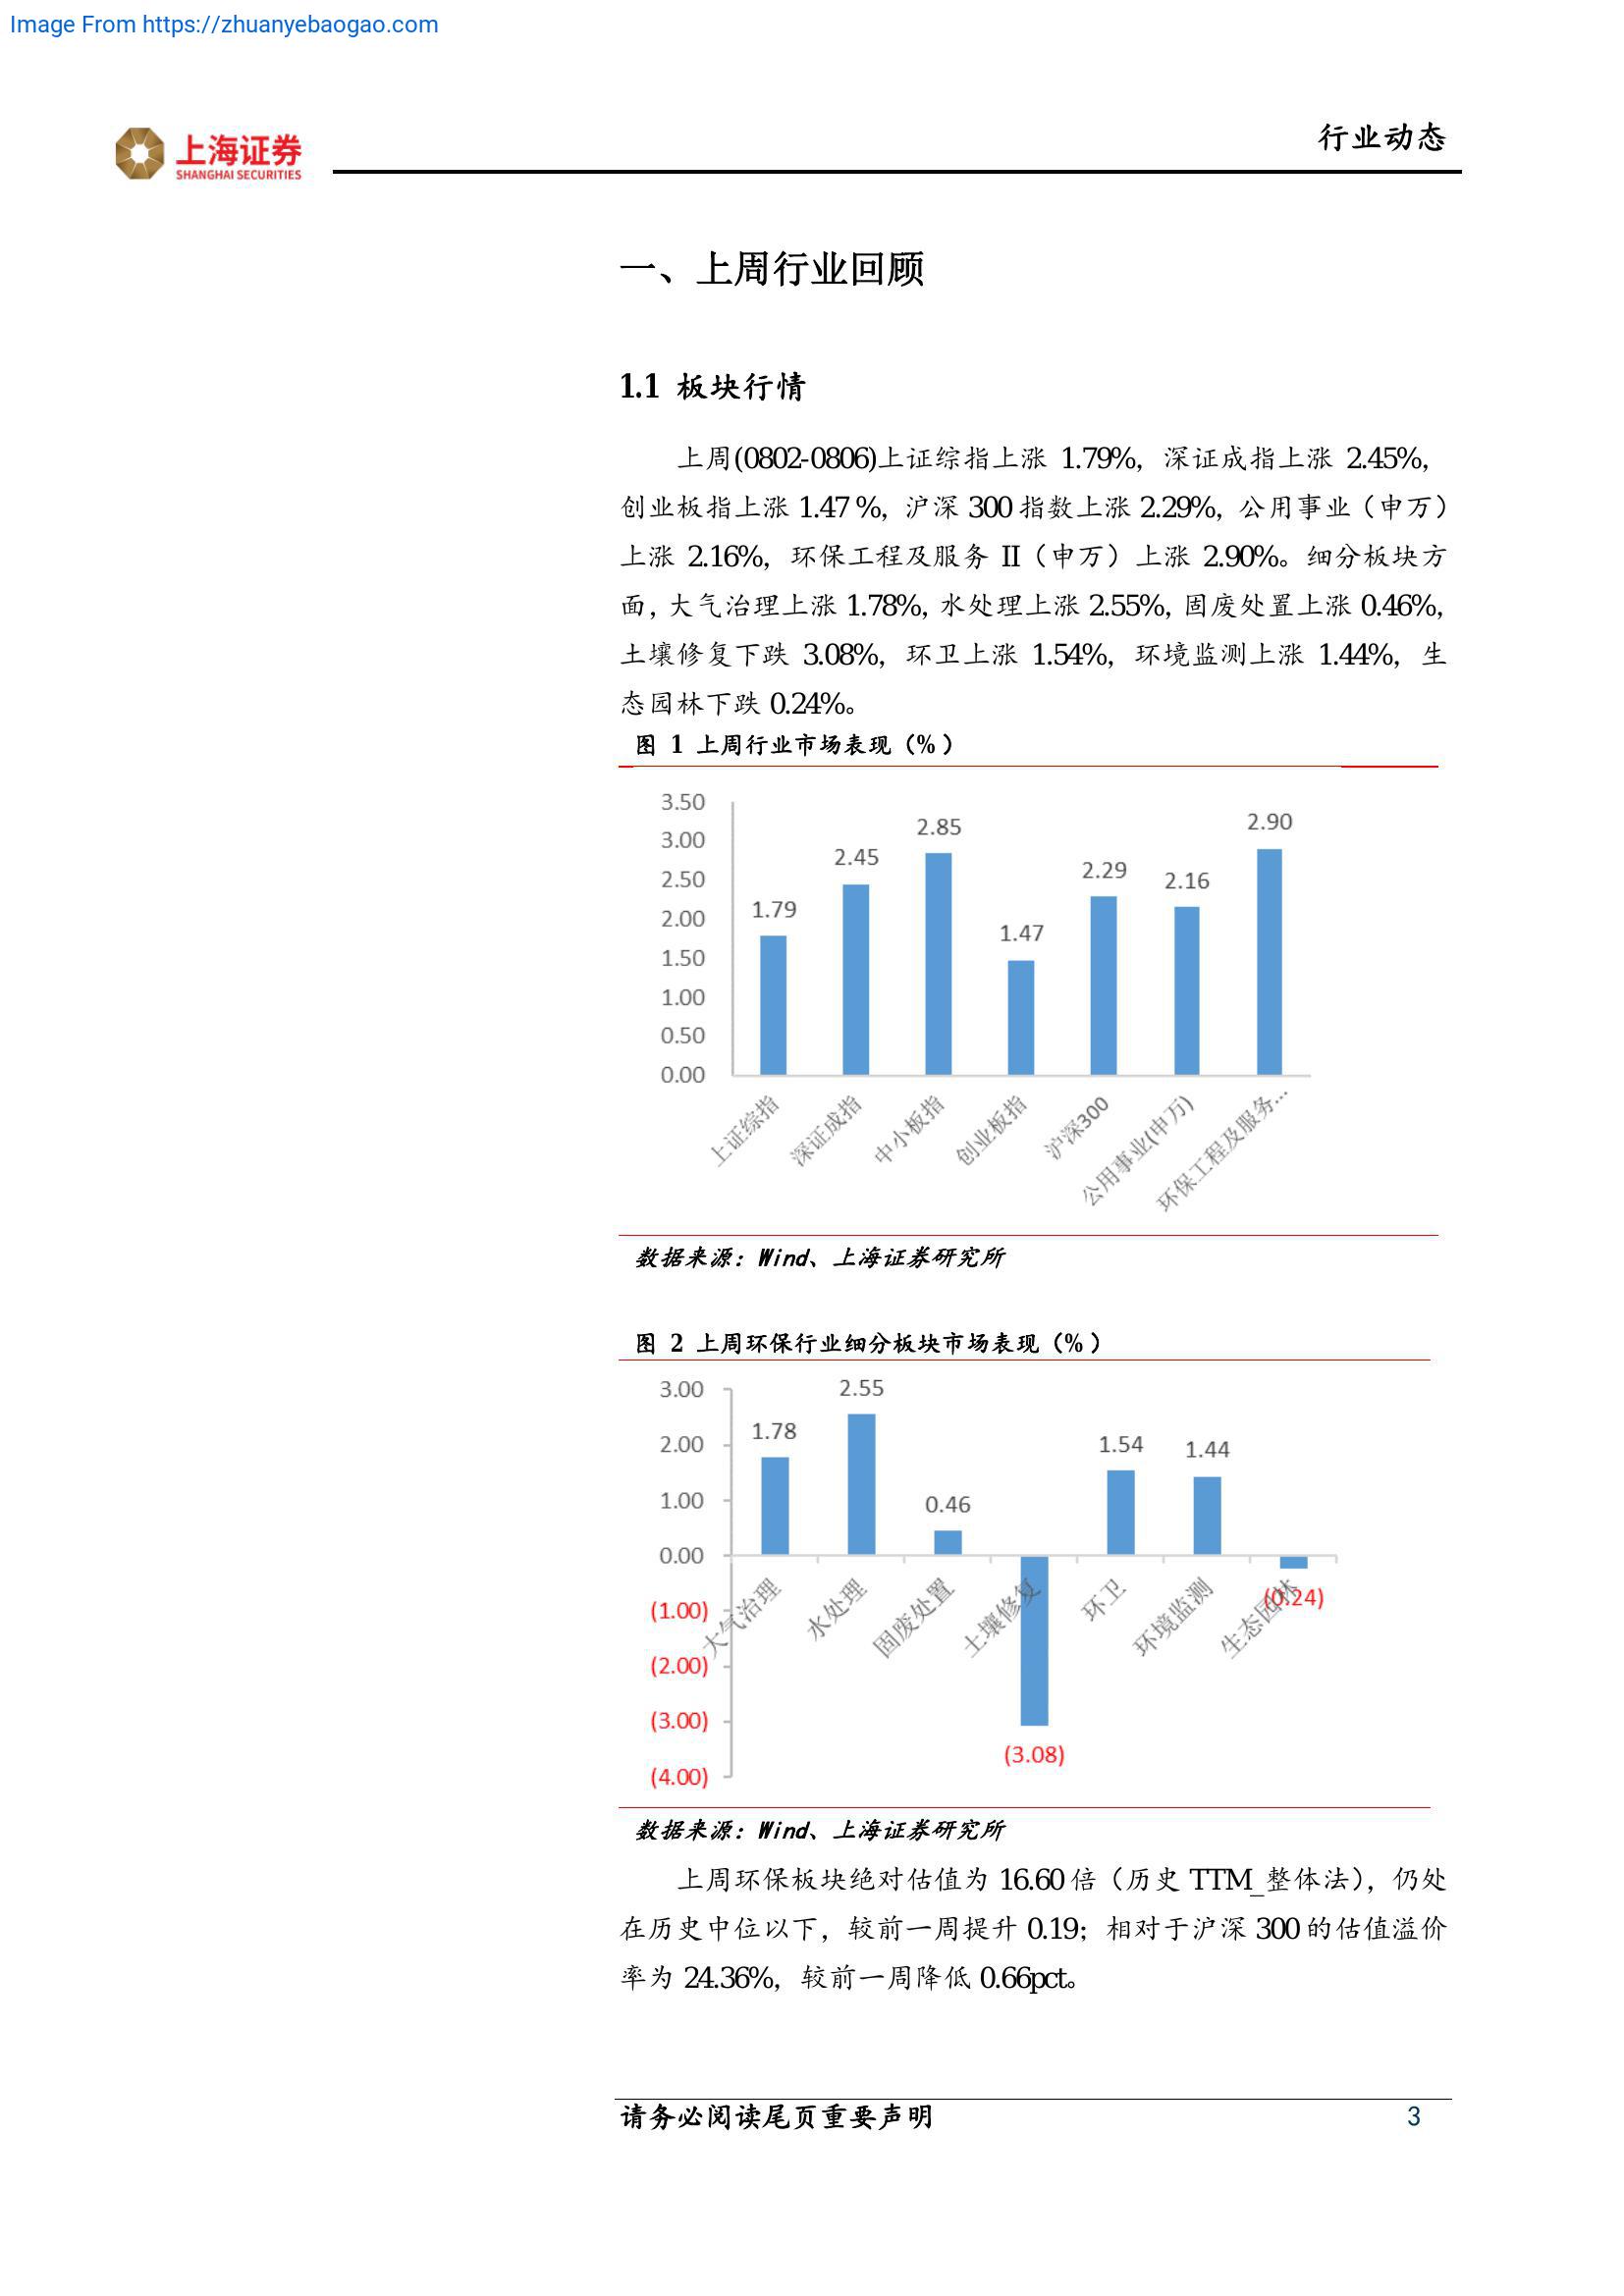 Image From https://zhuanyebaogao.com
上海证券
SHANGHAI SECURITIES
行业动态
一、上周行业回顾
1.1 板块行情
上周(0802-0806)上证综指上涨 1.79%，深证成指上涨 2.45%，
创业板指上涨 1.47 %，沪深 300 指数上涨 2.29%，公用事业（申万）
上涨 2.16%，环保工程及服务 II（申万）上涨 2.90%。细分板块方
面，大气治理上涨 1.78%，水处理上涨 2.55%，固废处置上涨 0.46%，
土壤修复下跌 3.08%，环卫上涨 1.54%，环境监测上涨 1.44%，生
态园林下跌 0.24%。
图 1 上周行业市场表现（%）
3.50
3.00
2.50
2.00
1.50
1.00
0.50
0.00
1.79
2.45
2.85
1.47
2.29
2.16
2.90
上证综指
深证成指
中小板指
创业板指
沪深300
公用事业(申万)
环保工程及服务…
数据来源：Wind、上海证券研究所
图 2 上周环保行业细分板块市场表现（%）
3.00
2.00
1.00
0.00
(1.00)
(2.00)
(3.00)
(4.00)
1.78
2.55
0.46
(3.08)
1.54
1.44
(0.24)
大气治理
水处理
固废处置
土壤修复
环卫
环境监测
生态园林
数据来源：Wind、上海证券研究所
上周环保板块绝对估值为 16.60 倍（历史 TTM_整体法），仍处
在历史中位以下，较前一周提升 0.19；相对于沪深 300 的估值溢价
率为 24.36%，较前一周降低 0.66pct。
请务必阅读尾页重要声明
3